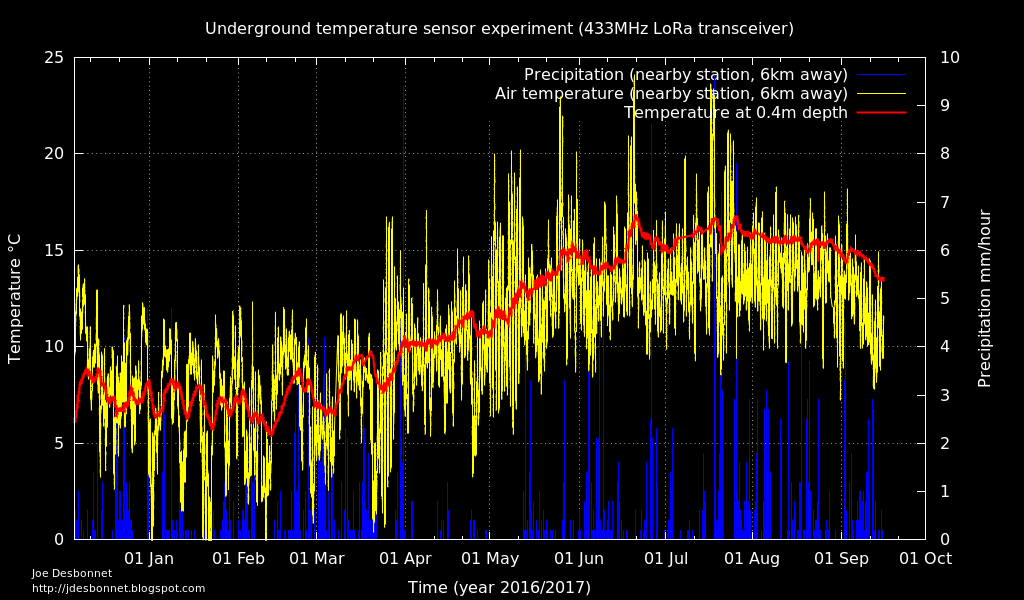 Underground temperature sensor experiment (433MHz LoRa transceiver)
Precipitation (nearby station, 6km away)
Air temperature (nearby station, 6km away)
Temperature at 0.4m depth
25
20
15
10
5
0
Temperature °C
10
9
8
7
6
5
4
3
2
1
0
Precipitation mm/hour
01 Jan 01 Feb 01 Mar 01 Apr 01 May 01 Jun 01 Jul 01 Aug 01 Sep 01 Oct
Time (year 2016/2017)
Joe Desbonnet
http://jdesbonnet.blogspot.com